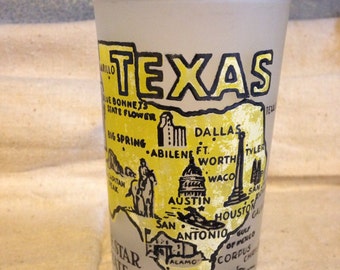 TEXAS
BLUE BONNETS
STATE FLOWER
BIG SPRING
DALLAS
ABILENE FT.
WORTH
TYLER
WACO
AUSTIN
HOUSTON
SAN
ANTONIO
GULF
OF MEXICO
CORPUS
ALAMO
STAR